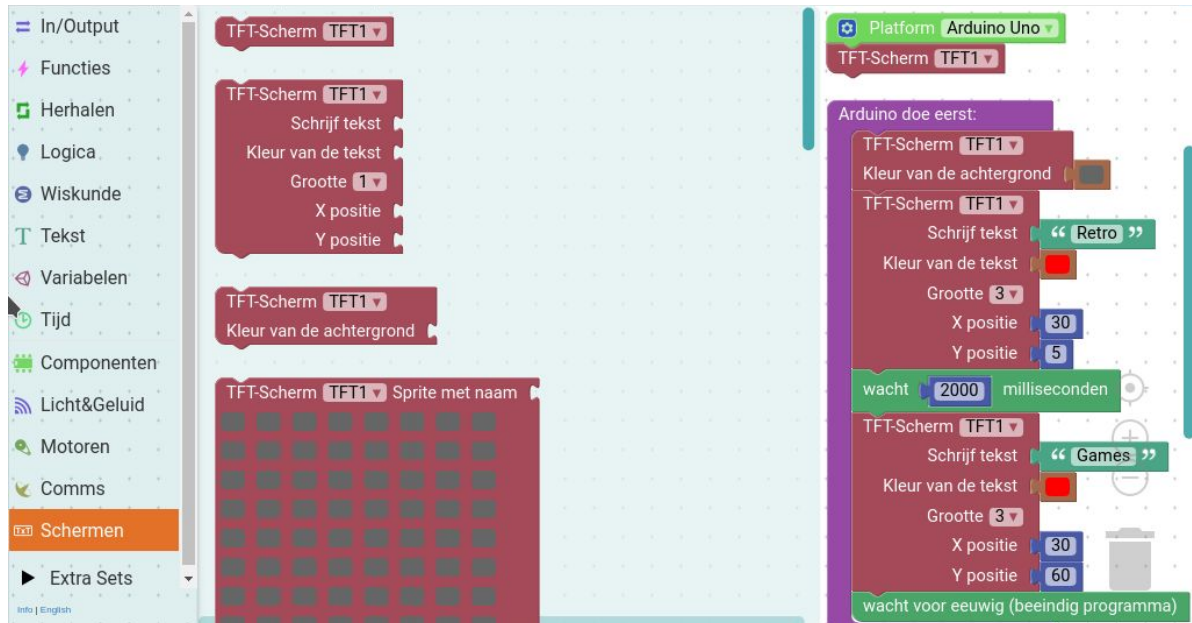 In/Output
Functies
Herhalen
Logica
Wiskunde
Tekst
Variabelen
Tijd
Componenten
Licht&Geluid
Motoren
Comms
TXT Schermen
Extra Sets
Info | English
TFT-Scherm TFT1
TFT-Scherm TFT1
Schrijf tekst
Kleur van de tekst
Grootte 1
X positie
Y positie
TFT-Scherm TFT1
Kleur van de achtergrond
TFT-Scherm TFT1 Sprite met naam
Platform Arduino Uno
TFT-Scherm TFT1
Arduino doe eerst:
TFT-Scherm TFT1
Kleur van de achtergrond
TFT-Scherm TFT1
Schrijf tekst “ Retro ”
Kleur van de tekst
Grootte 3
X positie 30
Y positie 5
wacht 2000 milliseconden
TFT-Scherm TFT1
Schrijf tekst “ Games ”
Kleur van de tekst
Grootte 3
X positie 30
Y positie 60
wacht voor eeuwig (beeindig programma)